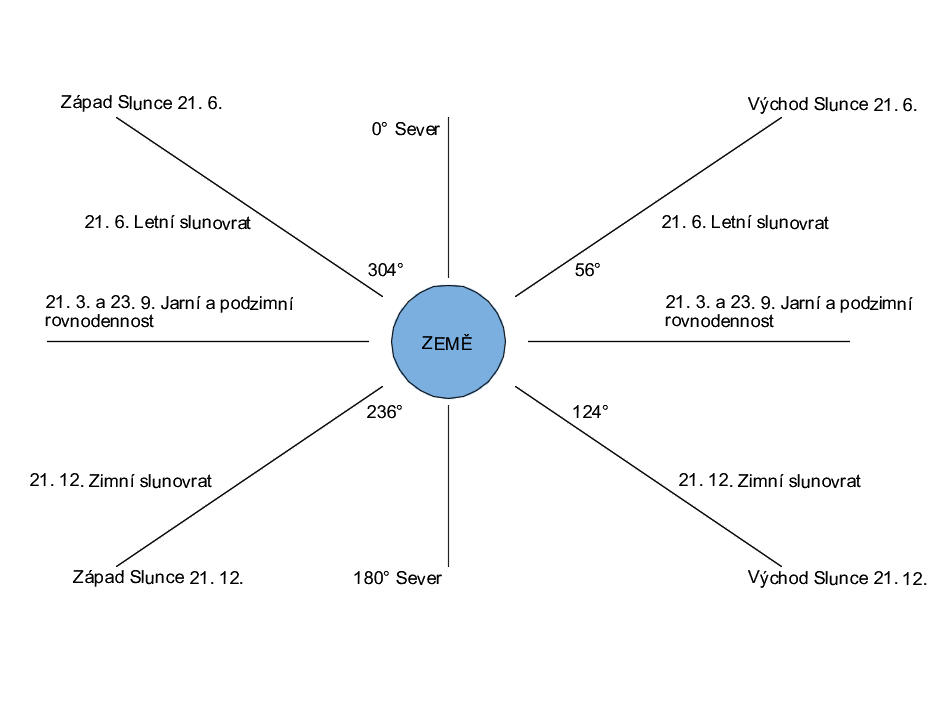 Západ Slunce 21. 6.
Východ Slunce 21. 6.
0° Sever
21. 6. Letní slunovrat
21. 6. Letní slunovrat
304°
56°
21. 3. a 23. 9. Jarní a podzimní
rovnodennost
21. 3. a 23. 9. Jarní a podzimní
rovnodennost
ZEMĚ
236°
124°
21. 12. Zimní slunovrat
21. 12. Zimní slunovrat
Západ Slunce 21. 12.
180° Sever
Východ Slunce 21. 12.